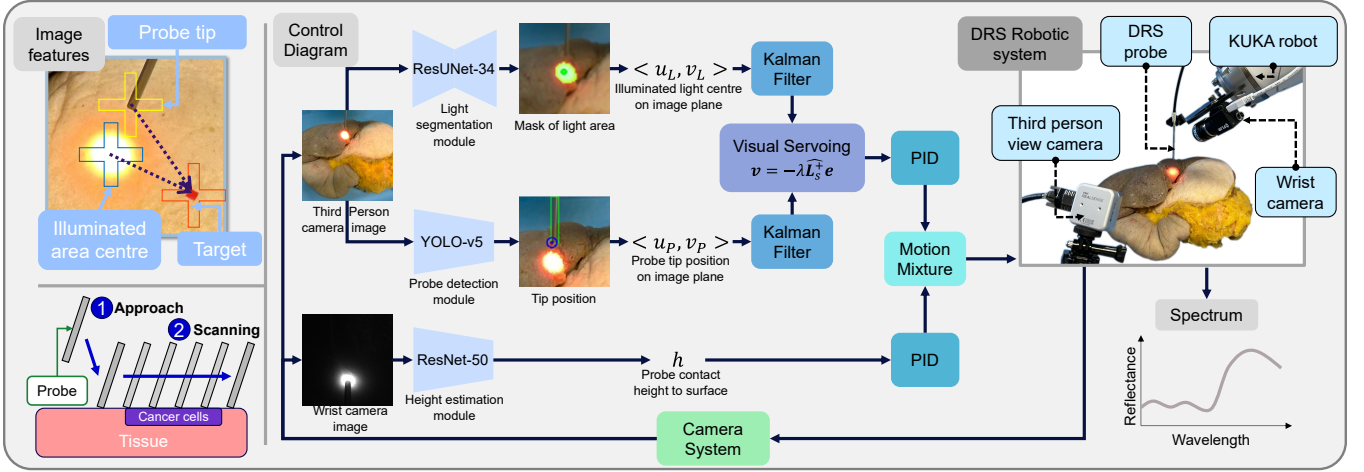 Image
features
Probe tip
Illuminated
area centre
Target
1
Approach
2
Scanning
Probe
Cancer cells
Tissue
Control
Diagram
Third Person
camera image
ResUNet-34
Light
segmentation
module
Mask of light area
< u_L, v_L >
Illuminated light centre
on image plane
Kalman
Filter
Visual Servoing
v = −λL̂_s^+ e
PID
YOLO-v5
Probe detection
module
Tip position
< u_P, v_P >
Probe tip position
on image plane
Kalman
Filter
Motion
Mixture
Wrist camera
image
ResNet-50
Height estimation
module
h
Probe contact
height to surface
PID
Camera
System
DRS Robotic
system
DRS
probe
KUKA robot
Third person
view camera
Wrist
camera
Spectrum
Reflectance
Wavelength